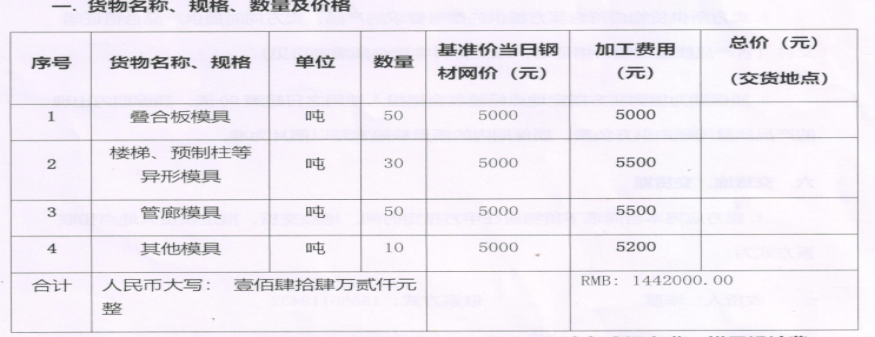 一. 货物名称、规格、数量及价格
序号 货物名称、规格 单位 数量 基准价当日钢材网价（元） 加工费用（元） 总价（元）（交货地点）
1 叠合板模具 吨 50 5000 5000
2 楼梯、预制柱等异形模具 吨 30 5000 5500
3 管廊模具 吨 50 5000 5500
4 其他模具 吨 10 5000 5200
合计 人民币大写： 壹佰肆拾肆万贰仟元整 RMB: 1442000.00